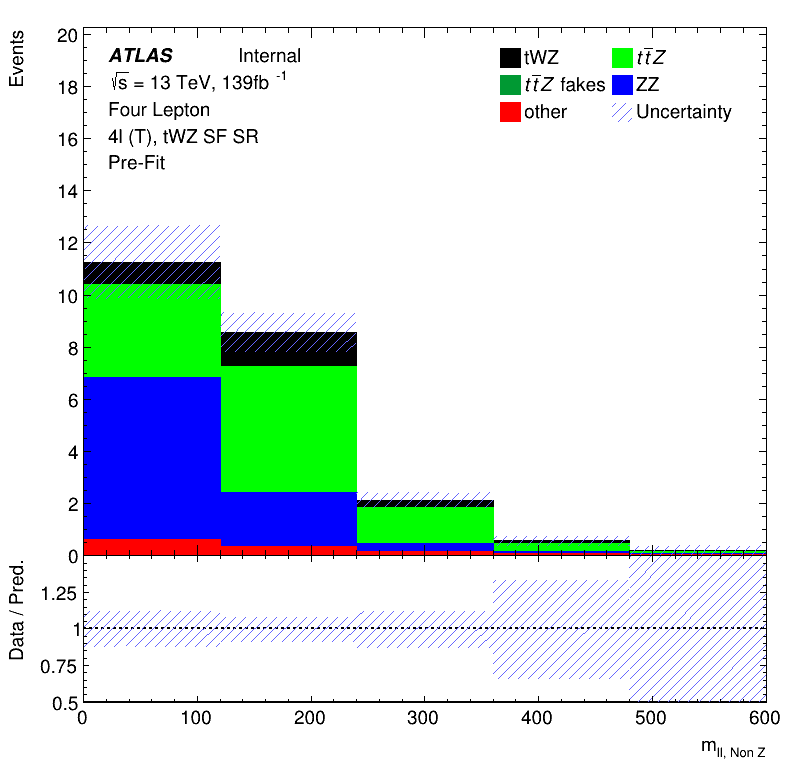 Events
20
18
16
14
12
10
8
6
4
2
0
ATLAS Internal
√s = 13 TeV, 139fb -1
Four Lepton
4l (T), tWZ SF SR
Pre-Fit
tWZ
tt̄Z
tt̄Z fakes
ZZ
other
Uncertainty
Data / Pred.
1.25
1
0.75
0.5
0 100 200 300 400 500 600
m_ll, Non Z